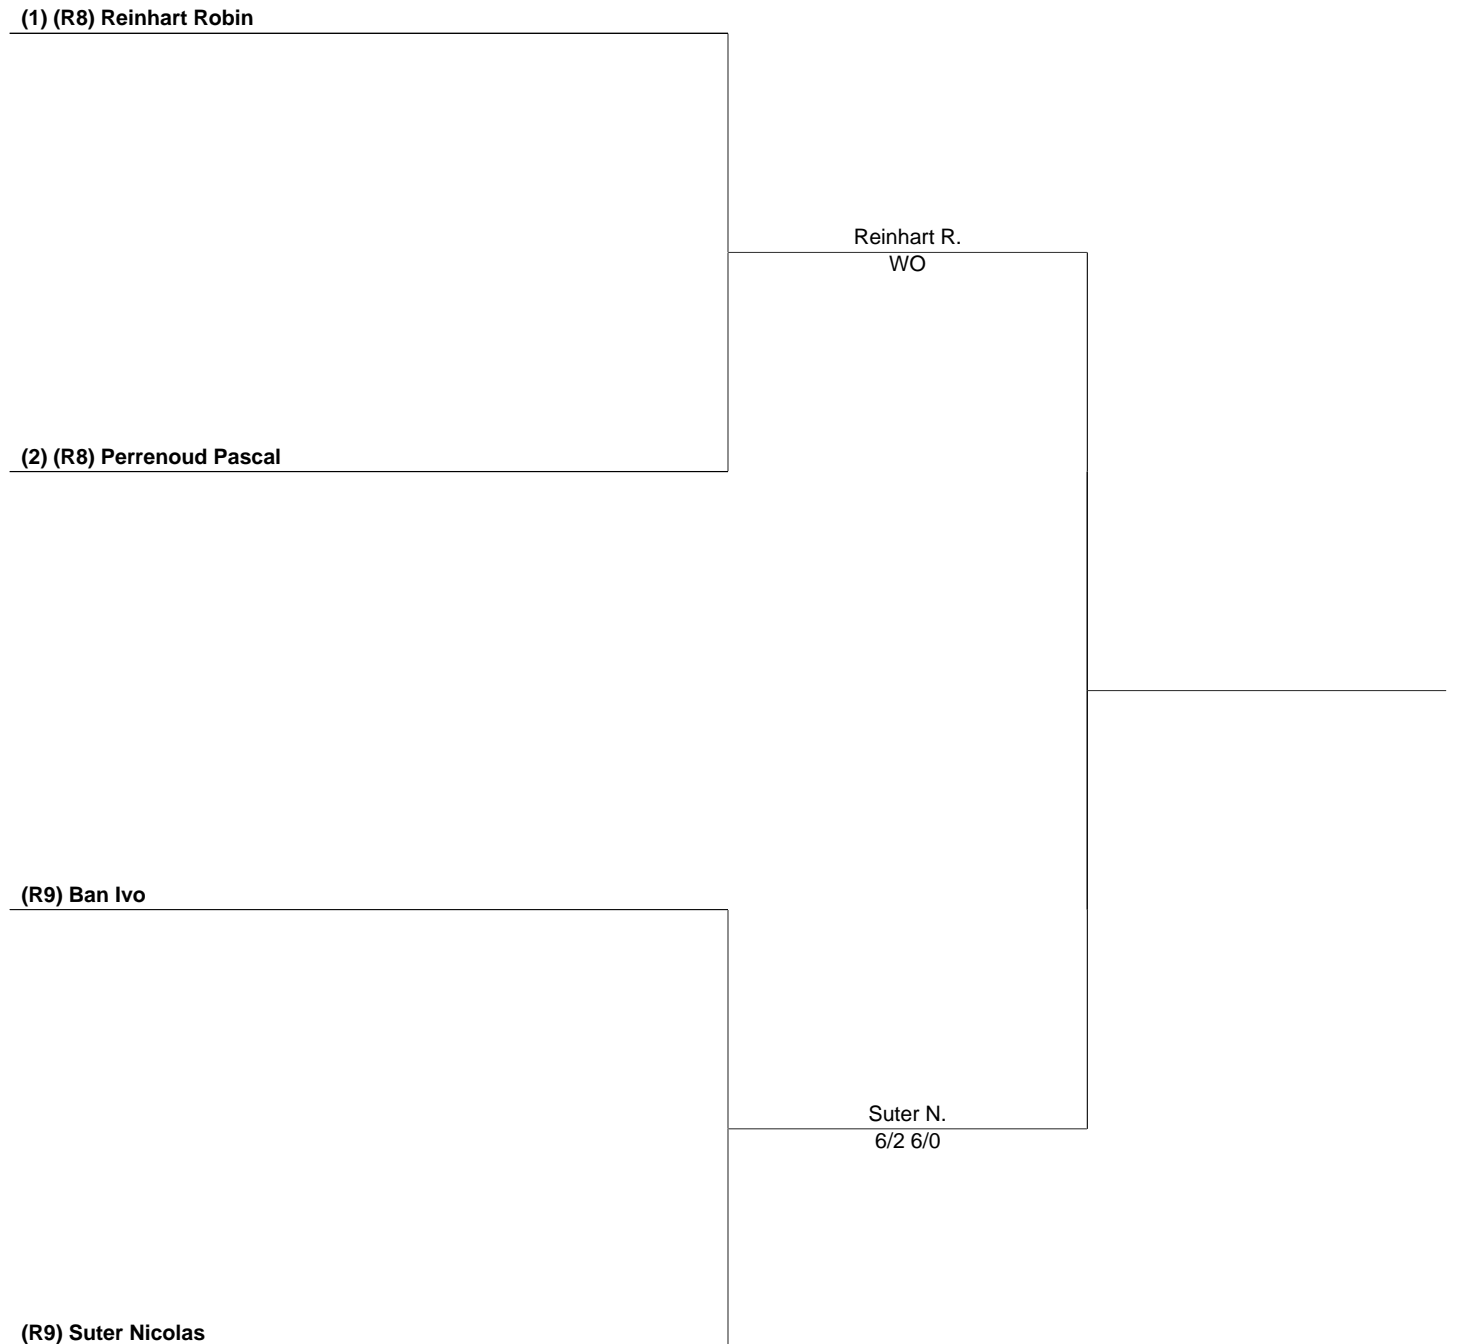 (1) (R8) Reinhart Robin
Reinhart R.
WO
(2) (R8) Perrenoud Pascal
(R9) Ban Ivo
Suter N.
6/2 6/0
(R9) Suter Nicolas